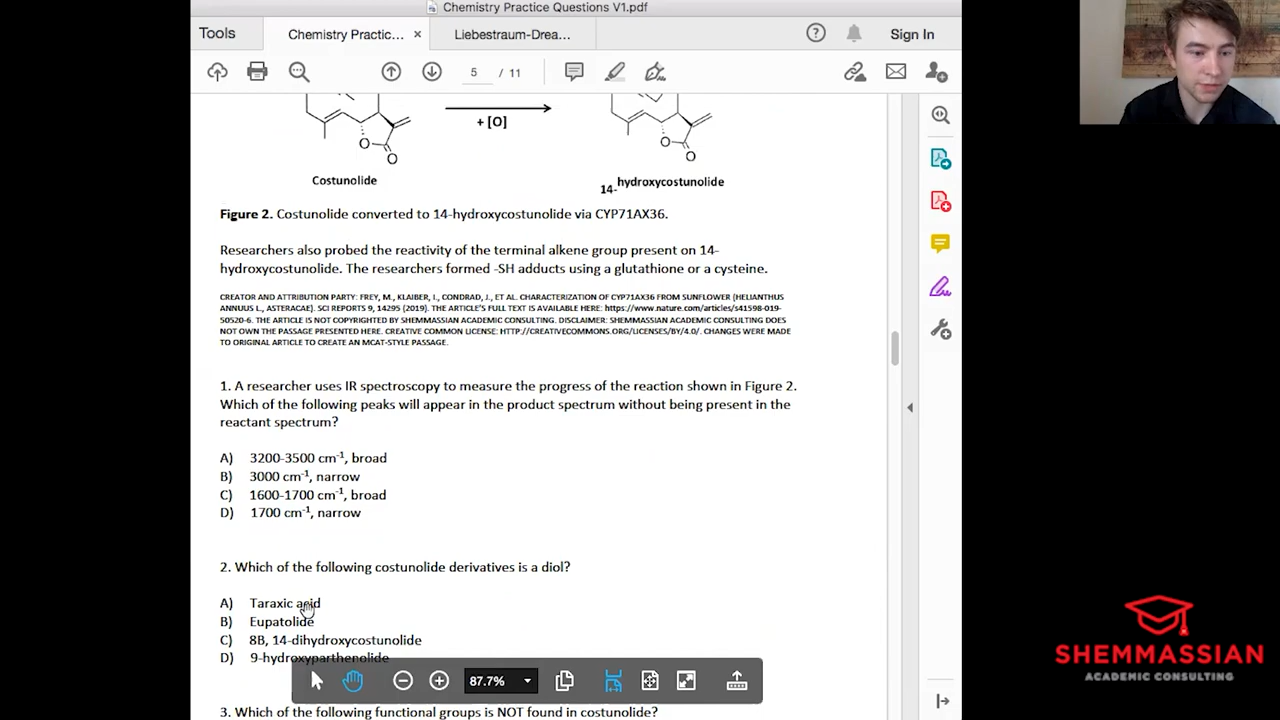 Chemistry Practice Questions V1.pdf
Tools
Chemistry Practic...
×
Liebestraum-Drea...
?
Sign In
5 / 11
+ [O]
O
O
O
O
Costunolide
14-hydroxycostunolide
Figure 2. Costunolide converted to 14-hydroxycostunolide via CYP71AX36.
Researchers also probed the reactivity of the terminal alkene group present on 14-
hydroxycostunolide. The researchers formed -SH adducts using a glutathione or a cysteine.
CREATOR AND ATTRIBUTION PARTY: FREY, M., KLAIBER, I., CONDRAD, J., ET AL. CHARACTERIZATION OF CYP71AX36 FROM SUNFLOWER (HELIANTHUS
ANNUUS L., ASTERACAE). SCI REPORTS 9, 14295 (2019). THE ARTICLE'S FULL TEXT IS AVAILABLE HERE: https://www.nature.com/articles/s41598-019-
50520-6. THE ARTICLE IS NOT COPYRIGHTED BY SHEMMASSIAN ACADEMIC CONSULTING. DISCLAIMER: SHEMMASSIAN ACADEMIC CONSULTING DOES
NOT OWN THE PASSAGE PRESENTED HERE. CREATIVE COMMON LICENSE: HTTP://CREATIVECOMMONS.ORG/LICENSES/BY/4.0/. CHANGES WERE MADE
TO ORIGINAL ARTICLE TO CREATE AN MCAT-STYLE PASSAGE.
1. A researcher uses IR spectroscopy to measure the progress of the reaction shown in Figure 2.
Which of the following peaks will appear in the product spectrum without being present in the
reactant spectrum?
A) 3200-3500 cm⁻¹, broad
B) 3000 cm⁻¹, narrow
C) 1600-1700 cm⁻¹, broad
D) 1700 cm⁻¹, narrow
2. Which of the following costunolide derivatives is a diol?
A) Taraxic acid
B) Eupatolide
C) 8B, 14-dihydroxycostunolide
D) 9-hydroxyparthenolide
87.7%
3. Which of the following functional groups is NOT found in costunolide?
SHEMMASSIAN
ACADEMIC CONSULTING